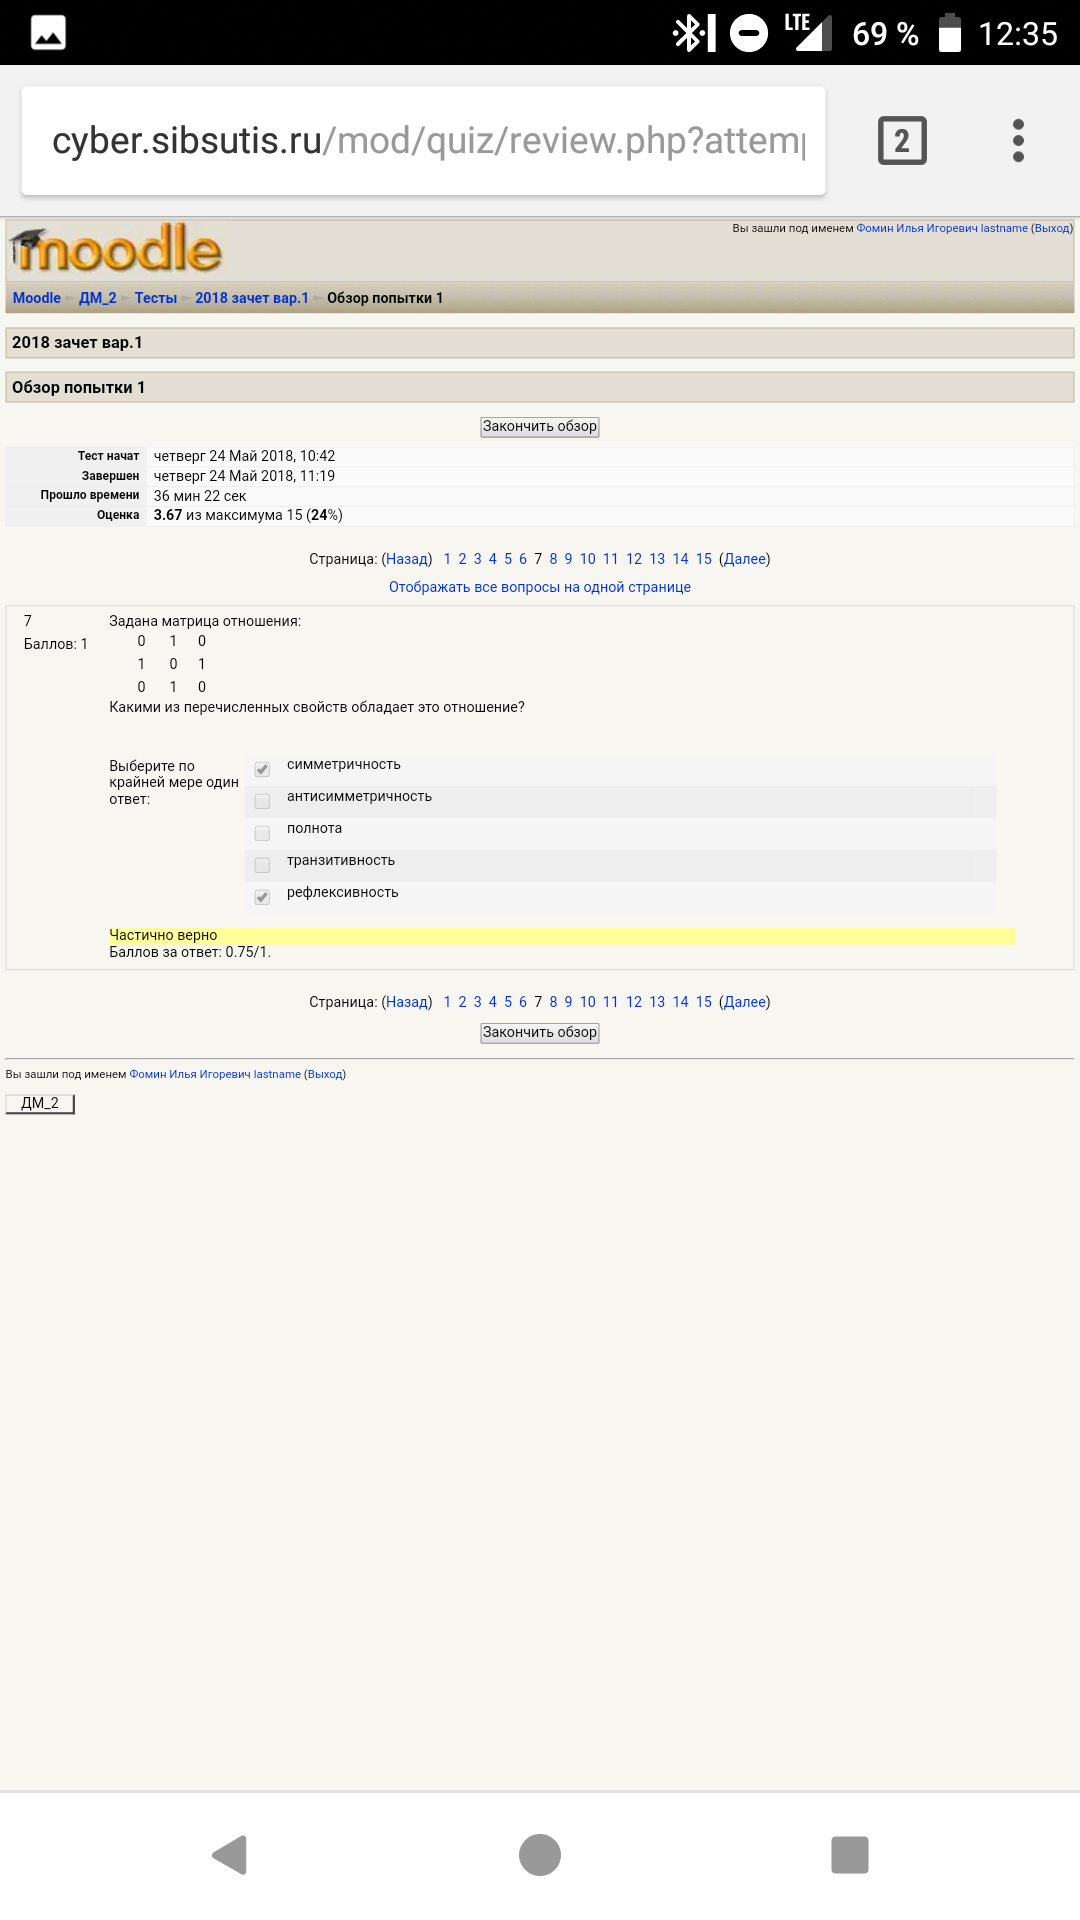 LTE 69 % 12:35
cyber.sibsutis.ru/mod/quiz/review.php?attem
2
moodle
Вы зашли под именем Фомин Илья Игоревич lastname (Выход)
Moodle ► ДМ_2 ► Тесты ► 2018 зачет вар.1 ► Обзор попытки 1
2018 зачет вар.1
Обзор попытки 1
Закончить обзор
Тест начат четверг 24 Май 2018, 10:42
Завершен четверг 24 Май 2018, 11:19
Прошло времени 36 мин 22 сек
Оценка 3.67 из максимума 15 (24%)
Страница: (Назад) 1 2 3 4 5 6 7 8 9 10 11 12 13 14 15 (Далее)
Отображать все вопросы на одной странице
7
Баллов: 1
Задана матрица отношения:
0 1 0
1 0 1
0 1 0
Какими из перечисленных свойств обладает это отношение?
Выберите по
крайней мере один
ответ:
симметричность
антисимметричность
полнота
транзитивность
рефлексивность
Частично верно
Баллов за ответ: 0.75/1.
Страница: (Назад) 1 2 3 4 5 6 7 8 9 10 11 12 13 14 15 (Далее)
Закончить обзор
Вы зашли под именем Фомин Илья Игоревич lastname (Выход)
ДМ_2